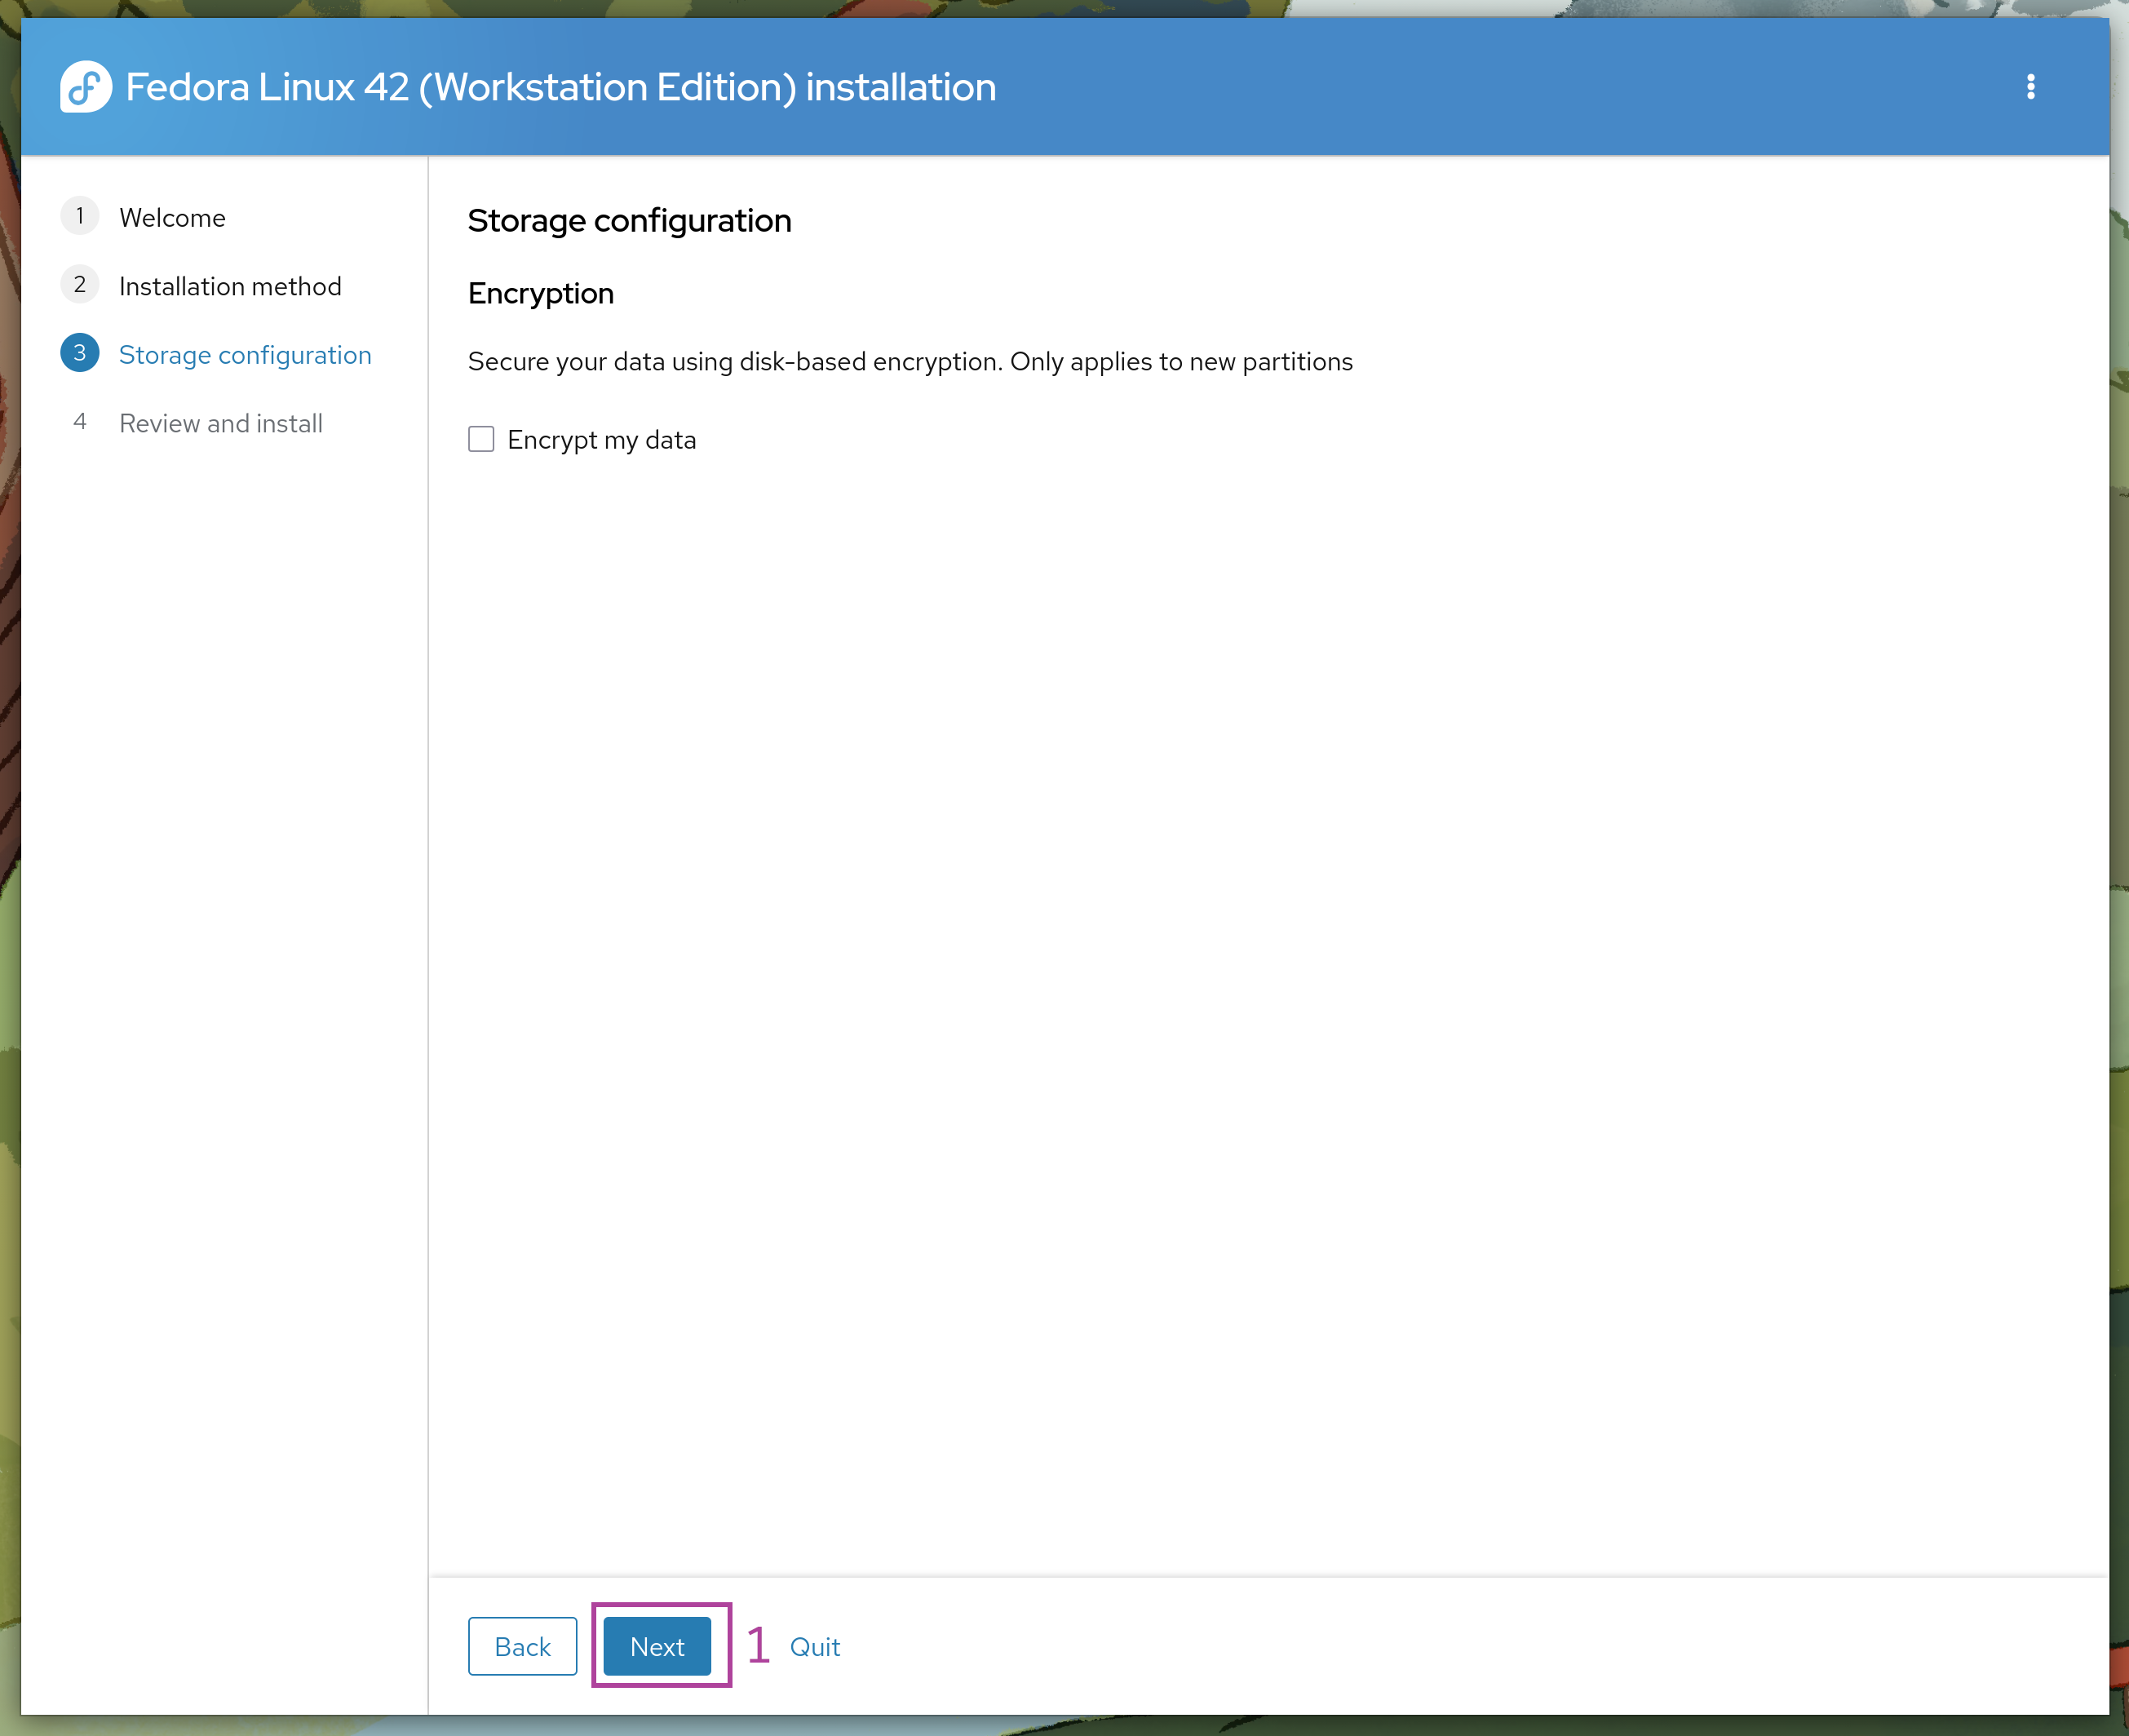 Fedora Linux 42 (Workstation Edition) installation
1 Welcome
2 Installation method
3 Storage configuration
4 Review and install
Storage configuration
Encryption
Secure your data using disk-based encryption. Only applies to new partitions
Encrypt my data
Back Next 1 Quit